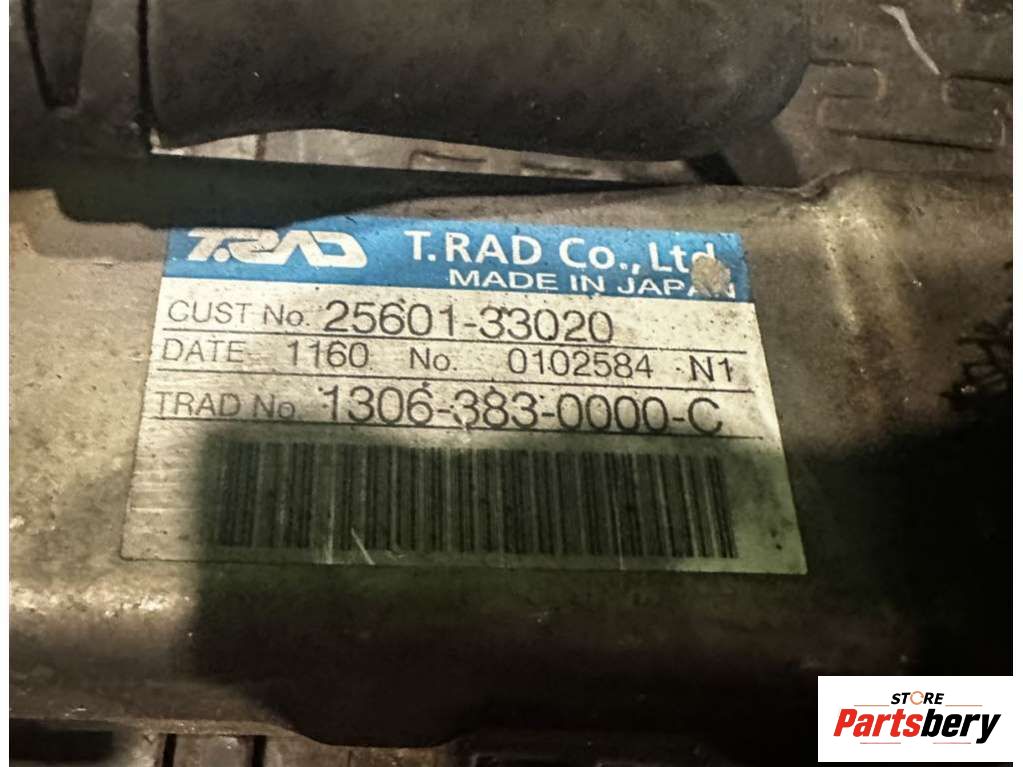 T.RAD T.RAD Co., Ltd.
MADE IN JAPAN
CUST No. 25601-33020
DATE 1160 No. 0102584 N1
TRAD No. 1306-383-0000-C
STORE
Partsbery